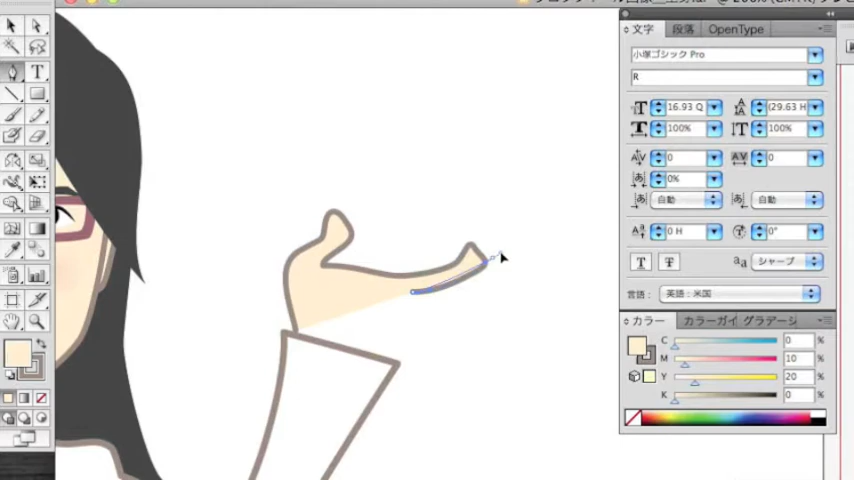 文字 段落 OpenType
小塚ゴシック Pro
R
16.93 Q (29.63 H
100% 100%
0 0
0%
自動 自動
0 H 0°
T T aa シャープ
言語: 英語:米国
カラー カラーガイ グラデージ
C 0 %
M 10 %
Y 20 %
K 0 %